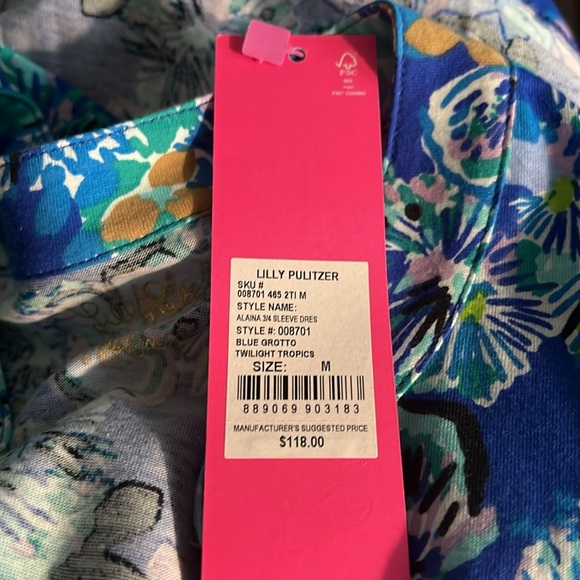 FSC
LILLY PULITZER
SKU #
008701 465 2TI M
STYLE NAME:
ALAINA 3/4 SLEEVE DRES
STYLE #: 008701
BLUE GROTTO
TWILIGHT TROPICS
SIZE: M
889069 903183
MANUFACTURER'S SUGGESTED PRICE
$118.00